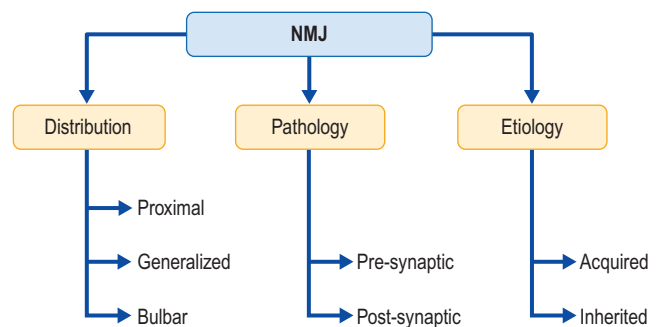 NMJ
Distribution
Pathology
Etiology
Proximal
Generalized
Pre-synaptic
Acquired
Bulbar
Post-synaptic
Inherited